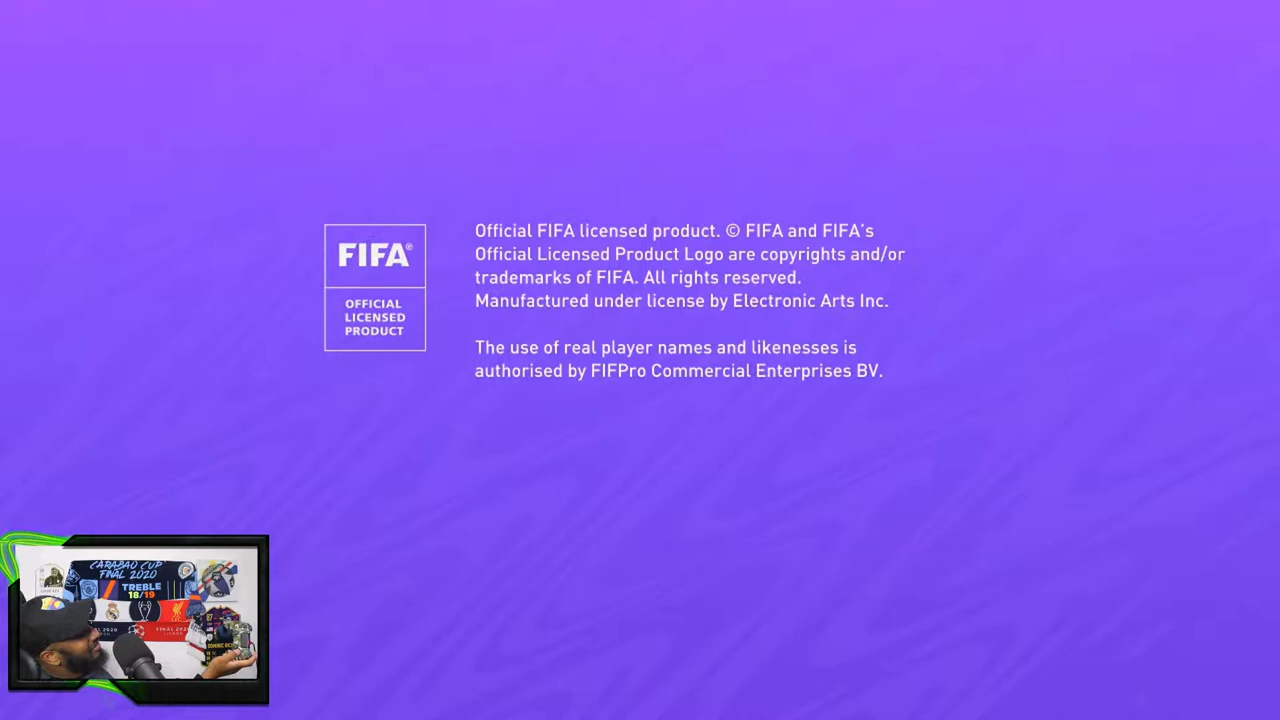 FIFA®
OFFICIAL
LICENSED
PRODUCT
Official FIFA licensed product. © FIFA and FIFA's
Official Licensed Product Logo are copyrights and/or
trademarks of FIFA. All rights reserved.
Manufactured under license by Electronic Arts Inc.
The use of real player names and likenesses is
authorised by FIFPro Commercial Enterprises BV.
CARABAO CUP
FINAL 2020
TREBLE
18/19